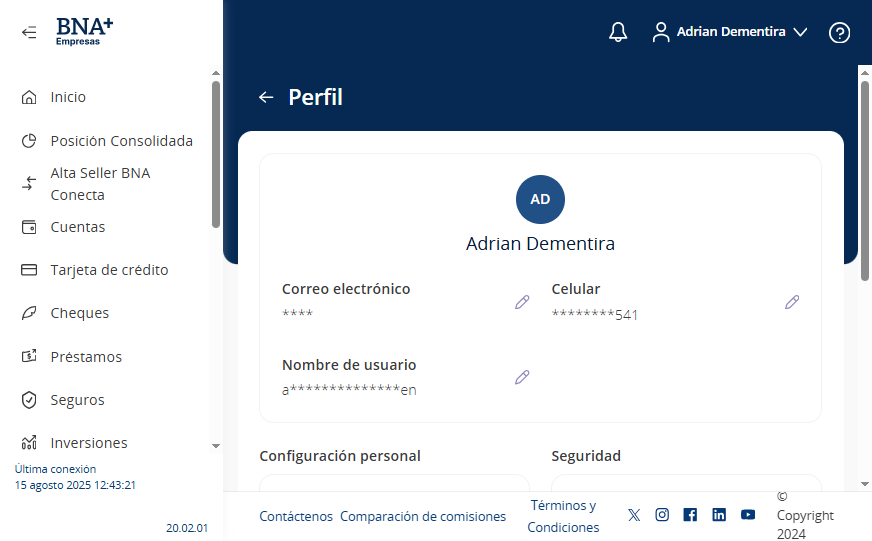 BNA+
Empresas
Adrian Dementira
Inicio
Posición Consolidada
Alta Seller BNA
Conecta
Cuentas
Tarjeta de crédito
Cheques
Préstamos
Seguros
Inversiones
Última conexión
15 agosto 2025 12:43:21
20.02.01
Perfil
AD
Adrian Dementira
Correo electrónico
****
Celular
********541
Nombre de usuario
a**************en
Configuración personal
Seguridad
Contáctenos
Comparación de comisiones
Términos y
Condiciones
©
Copyright
2024